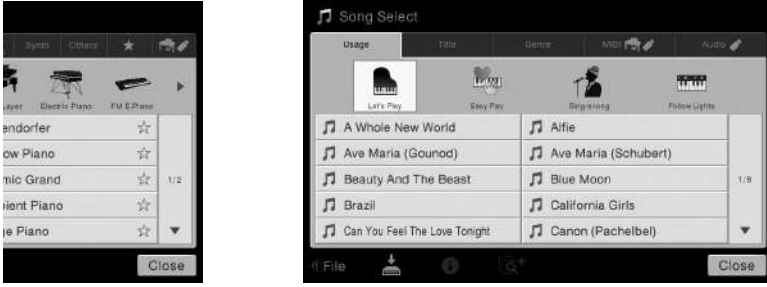 Synth Others
Layer Electric Piano FM E.Piano
endorfer
ow Piano
mic Grand
1/2
bient Piano
ge Piano
Close
Song Select
Usage Title Genre MIDI Audio
Let's Play Easy Play Sing-along Follow Lights
A Whole New World Alfie
Ave Maria (Gounod) Ave Maria (Schubert)
Beauty And The Beast Blue Moon 1/8
Brazil California Girls
Can You Feel The Love Tonight Canon (Pachelbel)
File Close